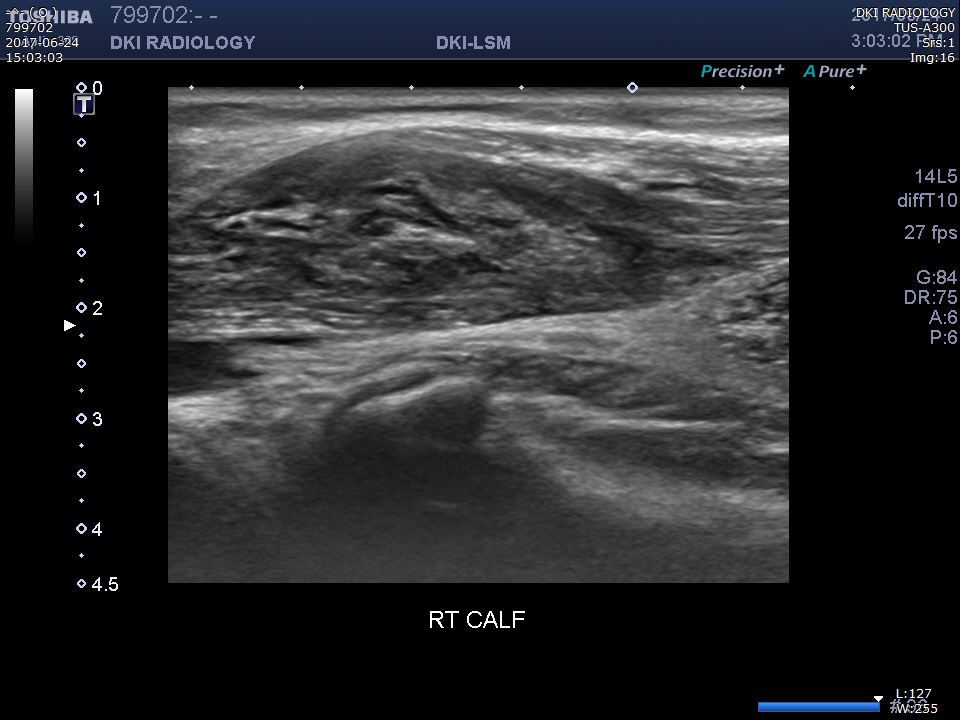 TOSHIBA
799702:- -
799702
2017-06-24
15:03:03
DKI RADIOLOGY
DKI-LSM
DKI RADIOLOGY
TUS-A300
3:03:02
Srs:1
Img:16
Precision+ APure+
T
0
1
2
3
4
4.5
14L5
diffT10
27 fps
G:84
DR:75
A:6
P:6
RT CALF
L:127
W:255